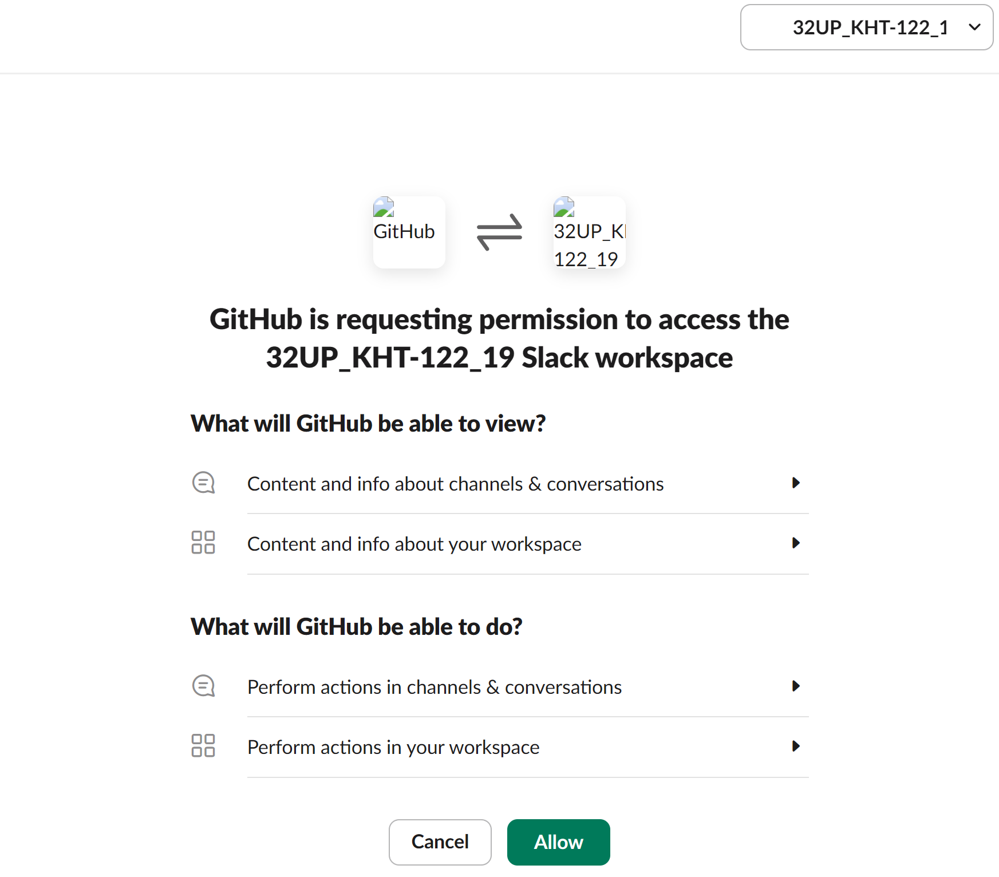 32UP_KHT-122_1
GitHub
32UP_K
122_19
GitHub is requesting permission to access the
32UP_KHT-122_19 Slack workspace
What will GitHub be able to view?
Content and info about channels & conversations
Content and info about your workspace
What will GitHub be able to do?
Perform actions in channels & conversations
Perform actions in your workspace
Cancel
Allow